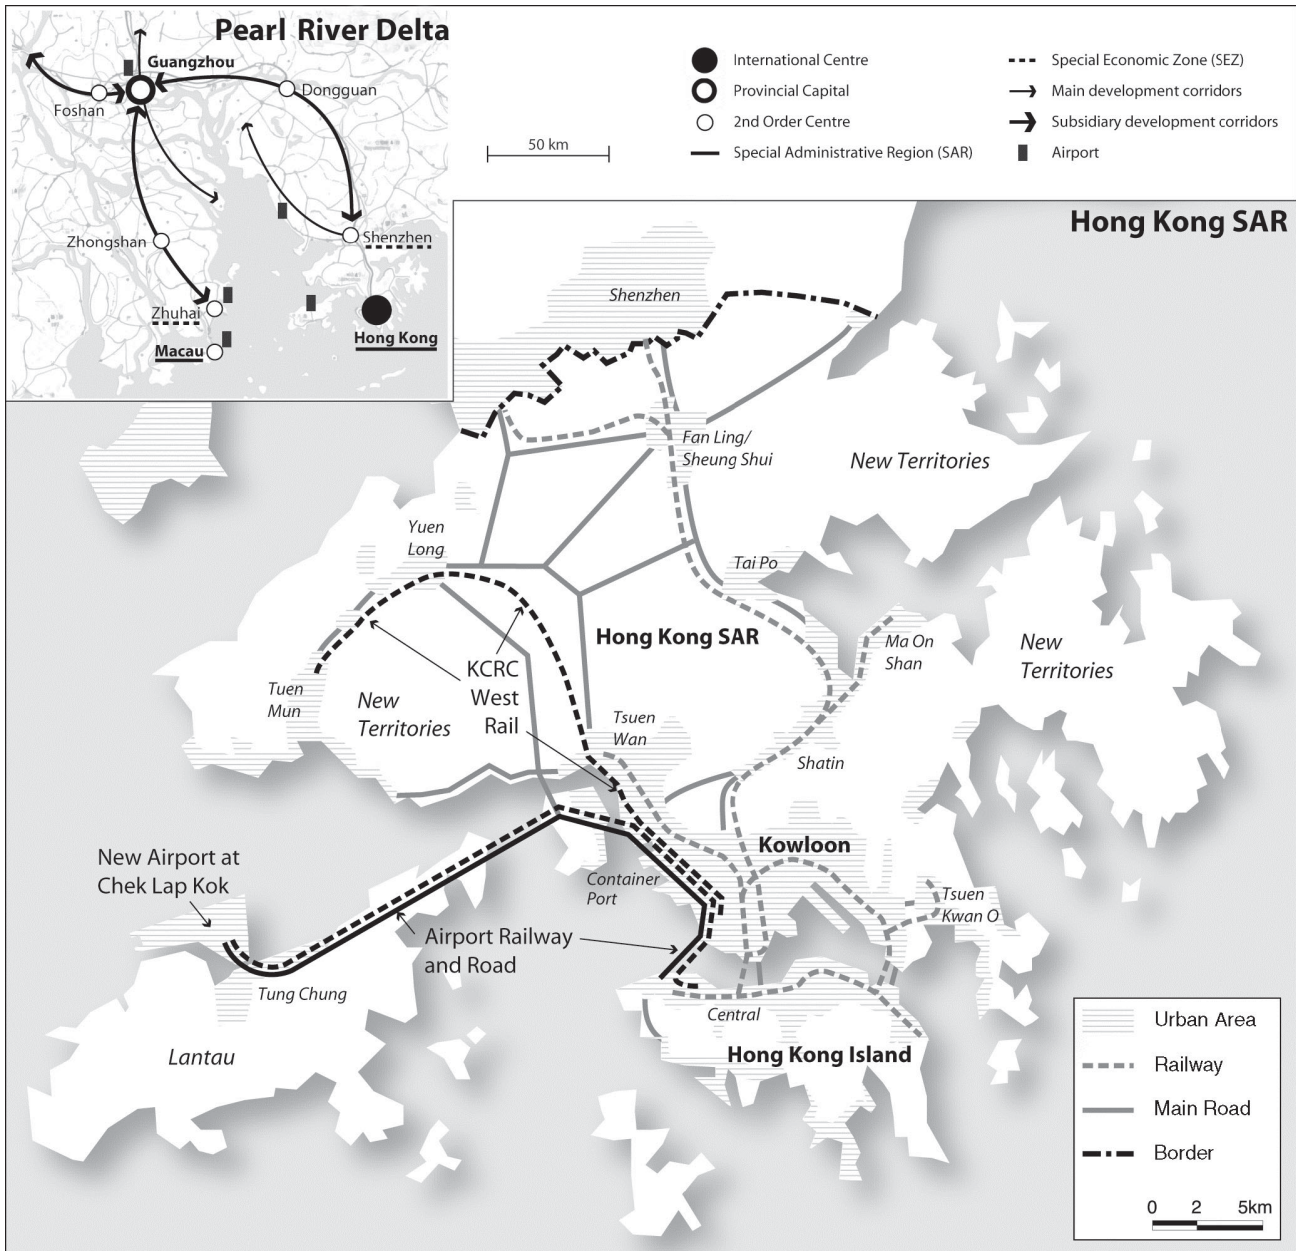 Pearl River Delta
Guangzhou
Foshan
Dongguan
Zhongshan
Shenzhen
Zhuhai
Macau
Hong Kong
International Centre
Provincial Capital
2nd Order Centre
Special Administrative Region (SAR)
50 km
Special Economic Zone (SEZ)
Main development corridors
Subsidiary development corridors
Airport
Hong Kong SAR
Shenzhen
Fan Ling/
Sheung Shui
New Territories
Yuen
Long
Tai Po
Hong Kong SAR
Ma On
Shan
New
Territories
KCRC
West
Rail
Tuen
Mun
New
Territories
Tsuen
Wan
Shatin
Kowloon
New Airport at
Chek Lap Kok
Container
Port
Tsuen
Kwan O
Airport Railway
and Road
Tung Chung
Central
Lantau
Hong Kong Island
Urban Area
Railway
Main Road
Border
0 2 5km